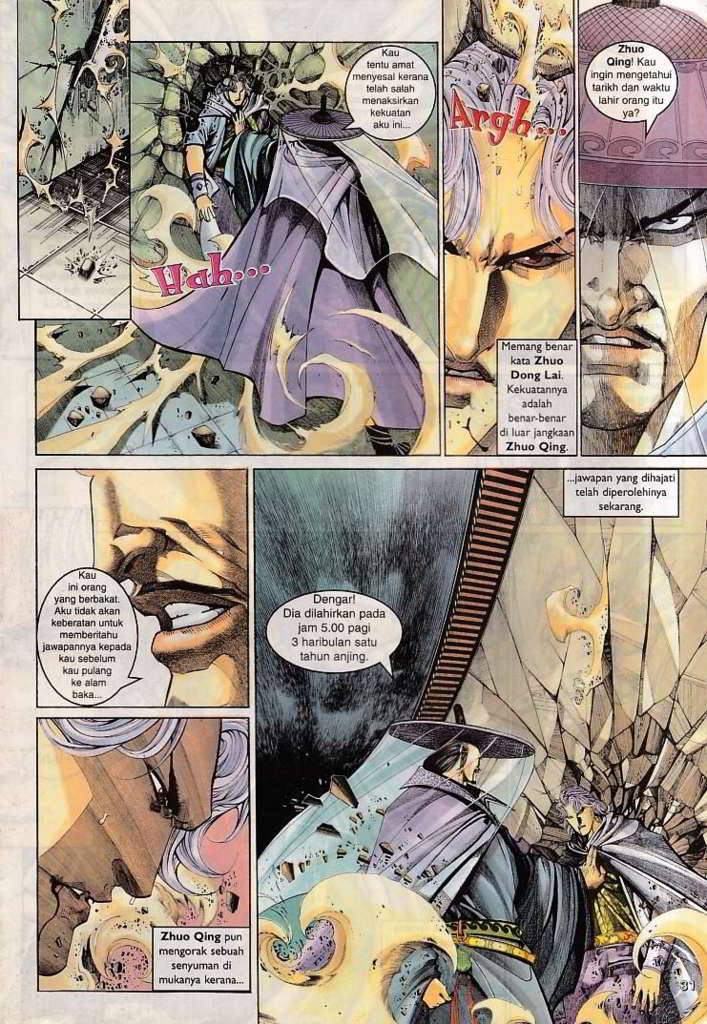 Kau
tentu amat
menyesal kerana
telah salah
menaksirkan
kekuatan
aku ini...
Hah...
Argh...
Memang benar
kata Zhuo
Dong Lai.
Kekuatannya
adalah
benar-benar
di luar jangkaan
Zhuo Qing.
Zhuo
Qing! Kau
ingin mengetahui
tarikh dan waktu
lahir orang itu
ya?
Kau
ini orang
yang berbakat.
Aku tidak akan
keberatan untuk
memberitahu
jawapannya kepada
kau sebelum
kau pulang
ke alam
baka...
Zhuo Qing pun
mengorak sebuah
senyuman di
mukanya kerana...
...jawapan yang dihajati
telah diperolehinya
sekarang.
Dengar!
Dia dilahirkan pada
jam 5.00 pagi
3 haribulan satu
tahun anjing.
31